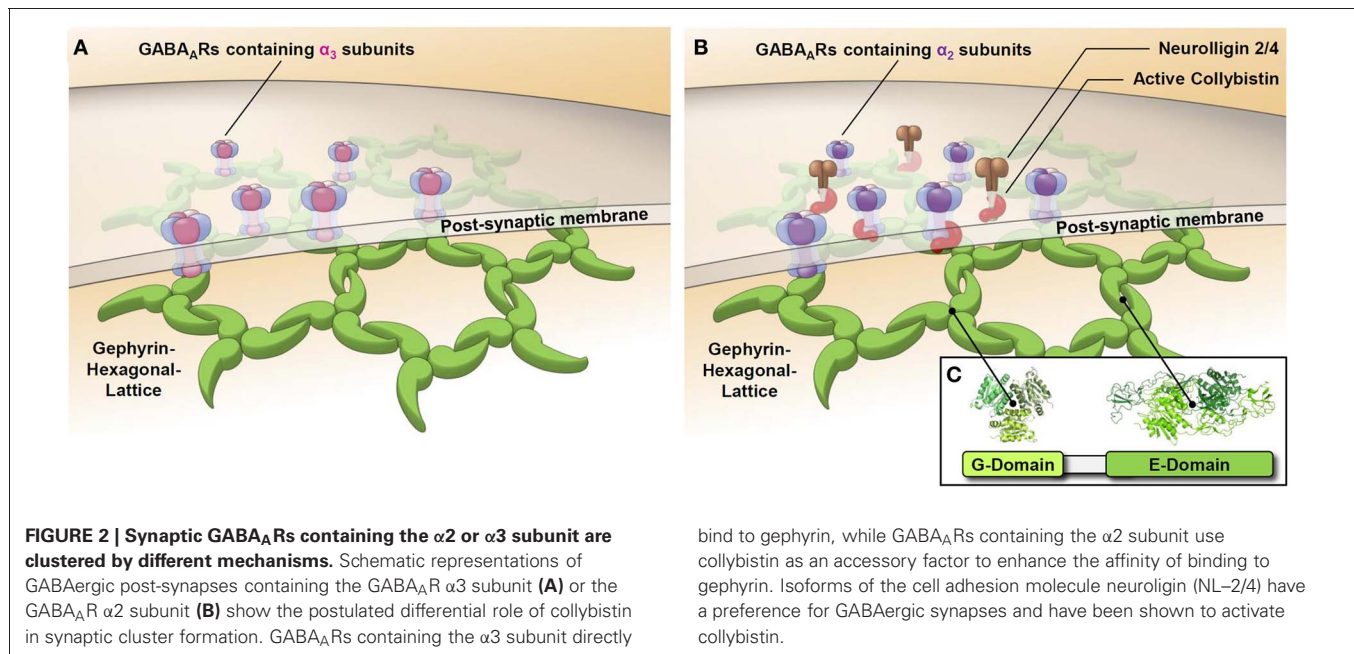 A
GABAARs containing α3 subunits
Post-synaptic membrane
Gephyrin-
Hexagonal-
Lattice
B
GABAARs containing α2 subunits
Neurolligin 2/4
Active Collybistin
Post-synaptic membrane
Gephyrin-
Hexagonal-
Lattice
C
G-Domain
E-Domain
FIGURE 2 | Synaptic GABAARs containing the α2 or α3 subunit are
clustered by different mechanisms. Schematic representations of
GABAergic post-synapses containing the GABAAR α3 subunit (A) or the
GABAAR α2 subunit (B) show the postulated differential role of collybistin
in synaptic cluster formation. GABAARs containing the α3 subunit directly
bind to gephyrin, while GABAARs containing the α2 subunit use
collybistin as an accessory factor to enhance the affinity of binding to
gephyrin. Isoforms of the cell adhesion molecule neuroligin (NL–2/4) have
a preference for GABAergic synapses and have been shown to activate
collybistin.